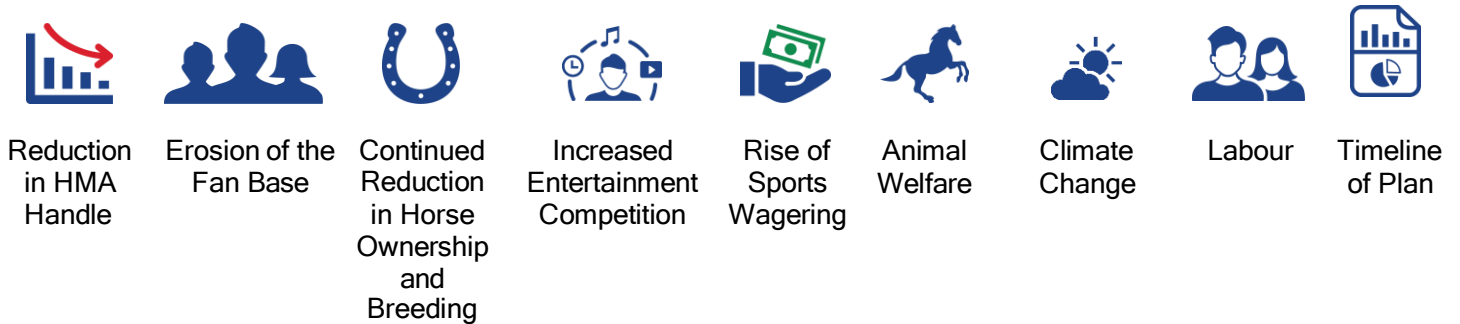 Reduction
in HMA
Handle
Erosion of the
Fan Base
Continued
Reduction
in Horse
Ownership
and
Breeding
Increased
Entertainment
Competition
Rise of
Sports
Wagering
Animal
Welfare
Climate
Change
Labour
Timeline
of Plan